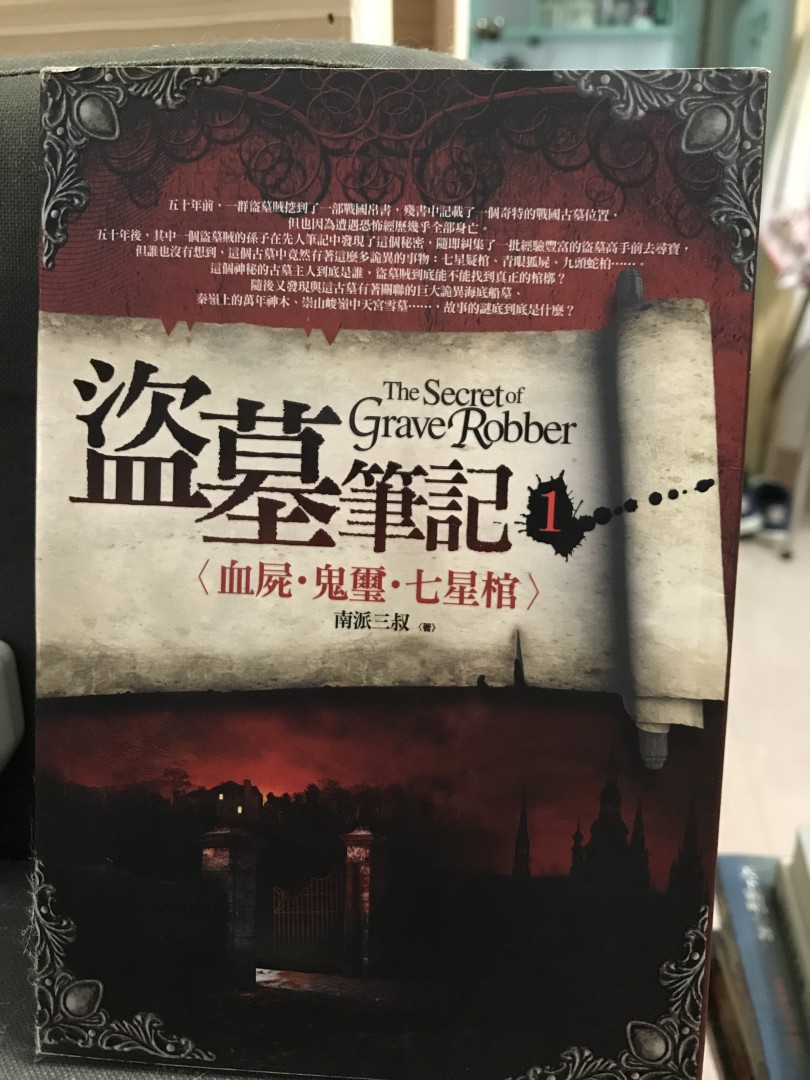 五十年前，一群盜墓賊挖到了一部戰國帛書，殘書中記載了一個奇特的戰國古墓位置，
但也因為遭遇恐怖經歷幾乎全部身亡。
五十年後，其中一個盜墓賊的孫子在先人筆記中發現了這個秘密，隨即糾集了一批經驗豐富的盜墓高手前去尋寶，
但誰也沒有想到，這個古墓中竟然有著這麼多詭異的事物：七星疑棺、青眼狐屍、九頭蛇柏……。
這個神秘的古墓主人到底是誰，盜墓賊到底能不能找到真正的棺槨？
隨後又發現與這古墓有著關聯的巨大詭異海底船墓。
秦嶺上的萬年神木、崇山峻嶺中天宮雪墓……，故事的謎底到底是什麼？
The Secret of
Grave Robber
盜墓筆記 1
〈血屍・鬼璽・七星棺〉
南派三叔〈著〉